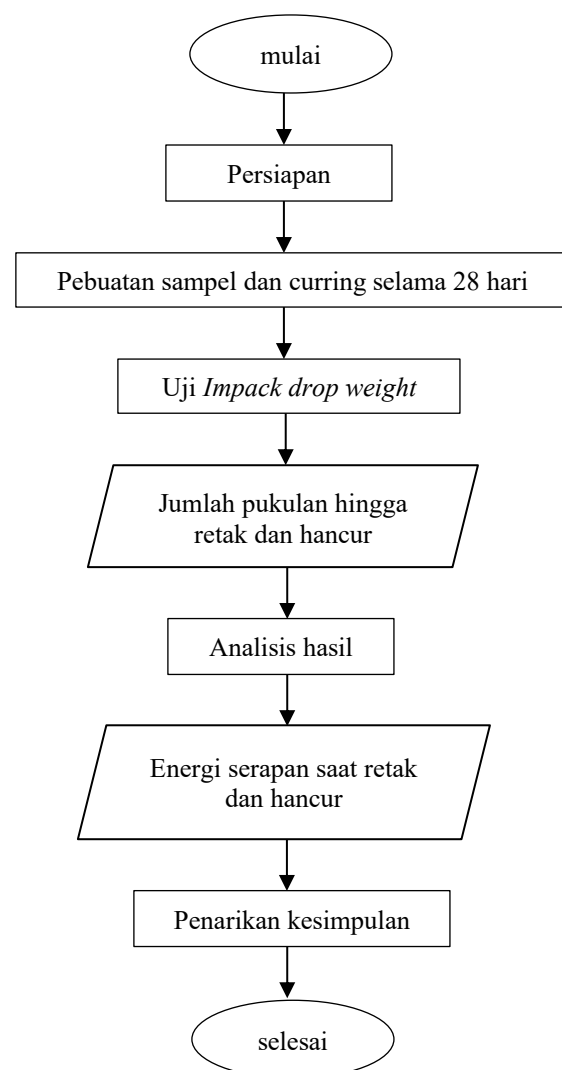 mulai
Persiapan
Pebuatan sampel dan curring selama 28 hari
Uji Impack drop weight
Jumlah pukulan hingga
retak dan hancur
Analisis hasil
Energi serapan saat retak
dan hancur
Penarikan kesimpulan
selesai